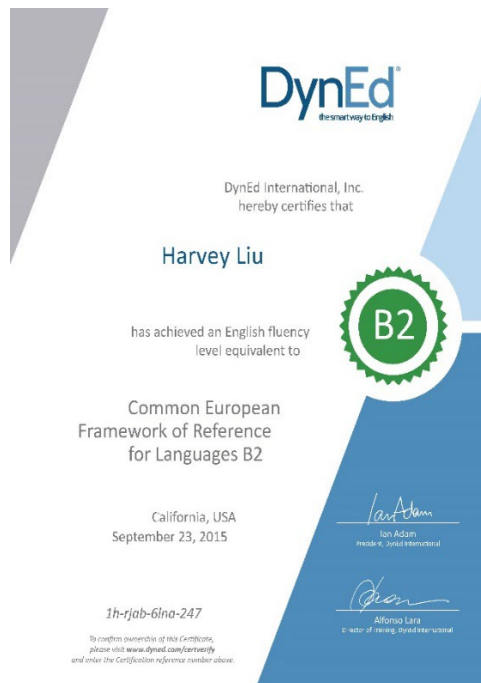 DynEd®
the smart way to English
DynEd International, Inc.
hereby certifies that
Harvey Liu
has achieved an English fluency
level equivalent to
B2
Common European
Framework of Reference
for Languages B2
California, USA
September 23, 2015
Ian Adam
Ian Adam
President, DynEd International
Alfonso Lara
Director of Training, DynEd International
1h-rjab-6lna-247
To confirm ownership of this Certificate,
please visit www.dyned.com/certverify
and enter the Certification reference number above.